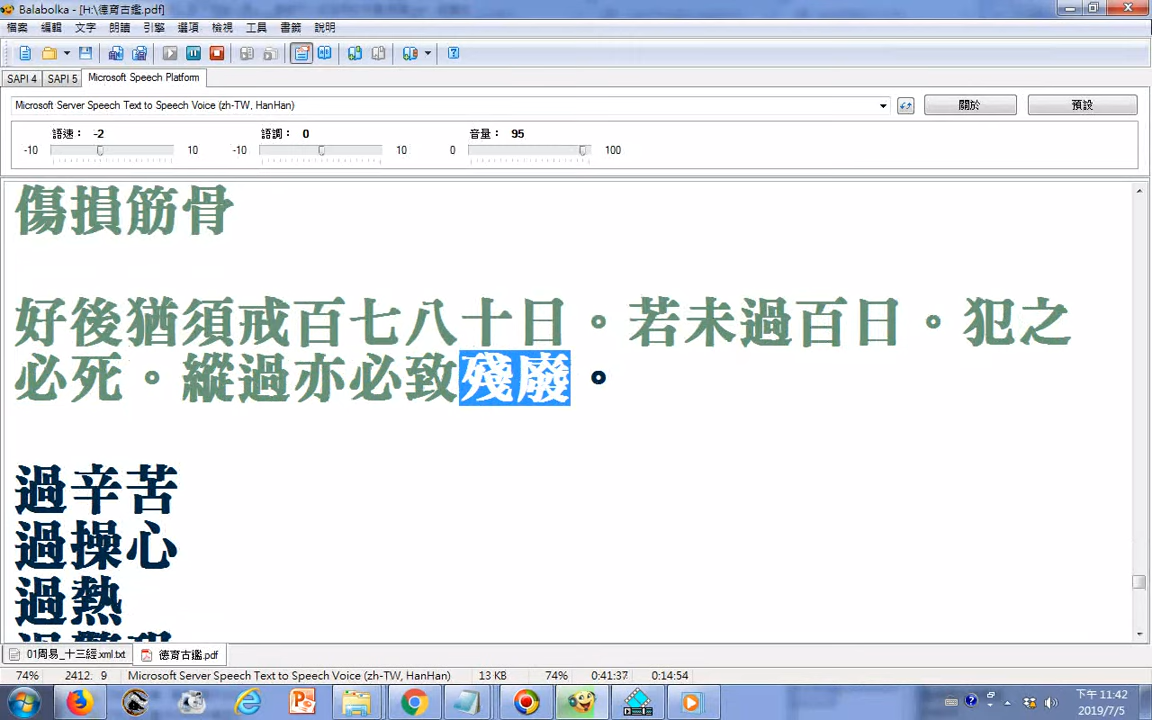 Balabolka - [H:\德育古鑑.pdf]
檔案 編輯 文字 朗讀 引擎 選項 檢視 工具 書籤 說明
SAPI 4 SAPI 5 Microsoft Speech Platform
Microsoft Server Speech Text to Speech Voice (zh-TW, HanHan) 關於 預設
語速： -2 語調： 0 音量： 95
-10 10 -10 10 0 100
傷損筋骨
好後猶須戒百七八十日。若未過百日。犯之
必死。縱過亦必致殘廢。
過辛苦
過操心
過熱
01周易_十三經.xml.txt 德育古鑑.pdf
74% 2412: 9 Microsoft Server Speech Text to Speech Voice (zh-TW, HanHan) 13 KB 74% 0:41:37 0:14:54
下午 11:42
2019/7/5